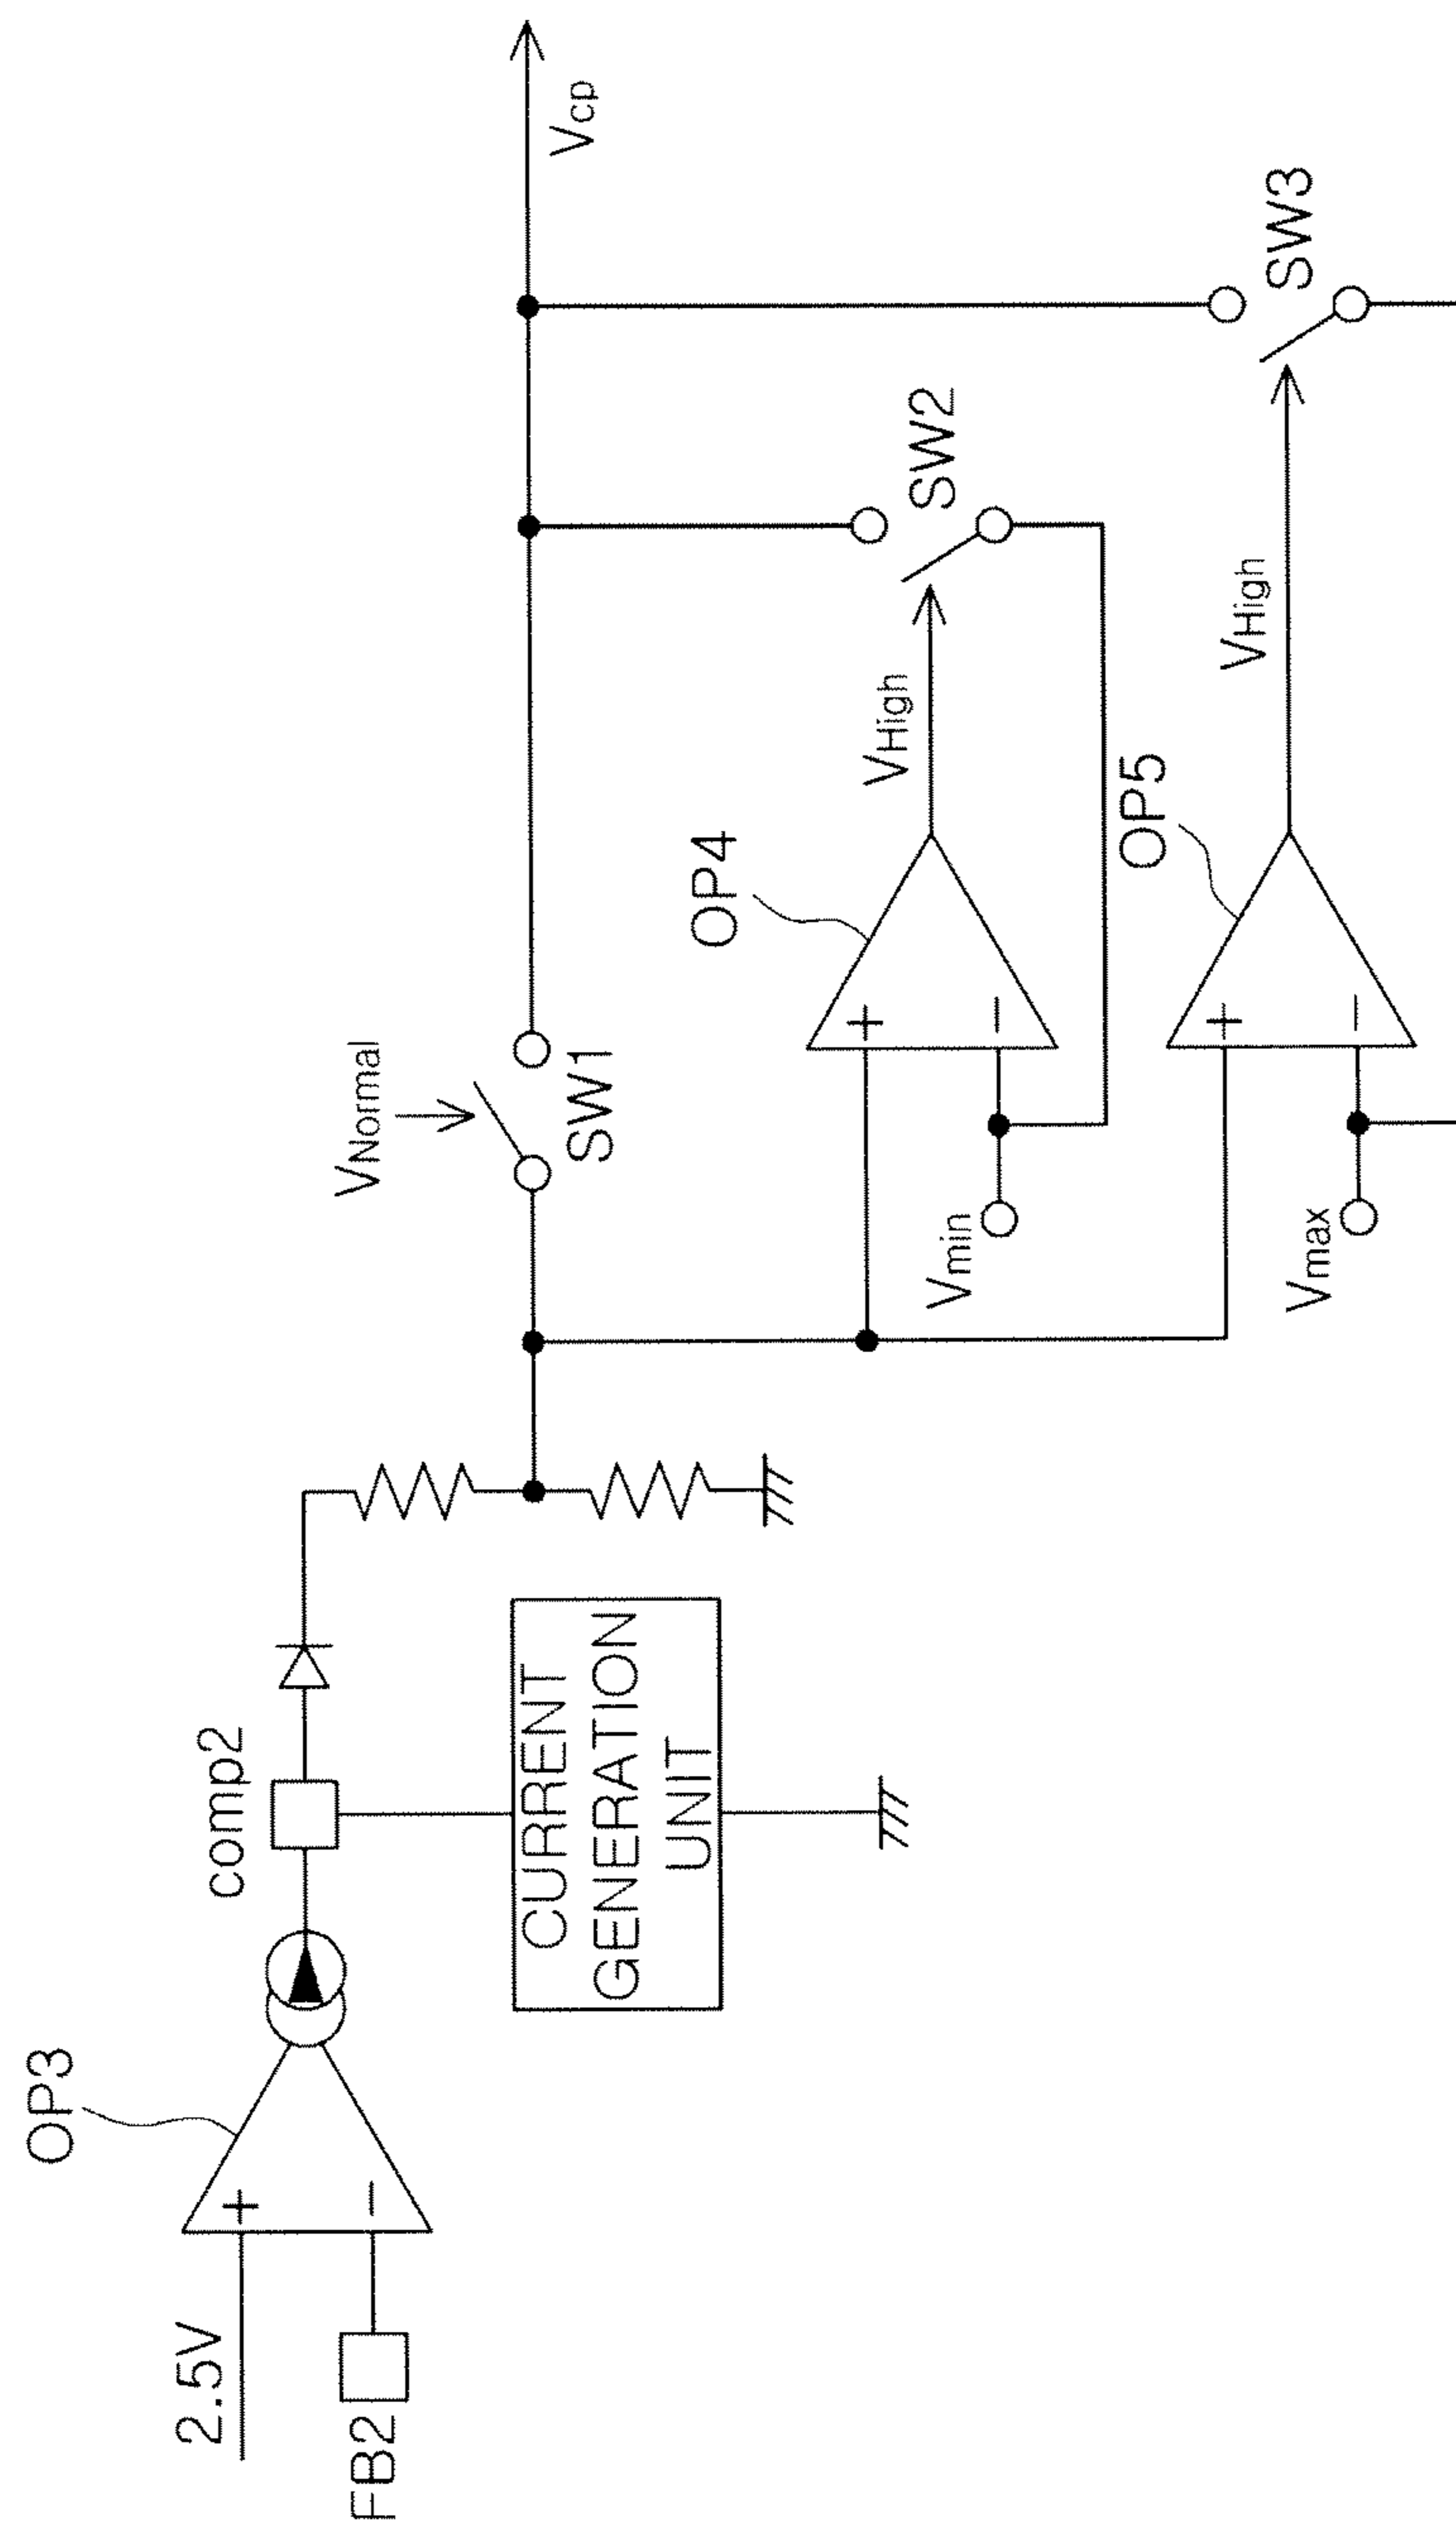 OP3
2.5V
+
−
FB2
comp2
CURRENT
GENERATION
UNIT
VNormal
SW1
Vcp
OP4
+
−
Vmin
VHigh
SW2
OP5
+
−
Vmax
VHigh
SW3